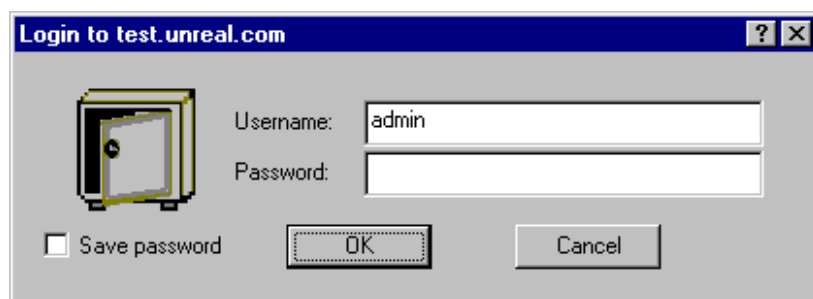 Login to test.unreal.com
Username: admin
Password:
Save password OK Cancel